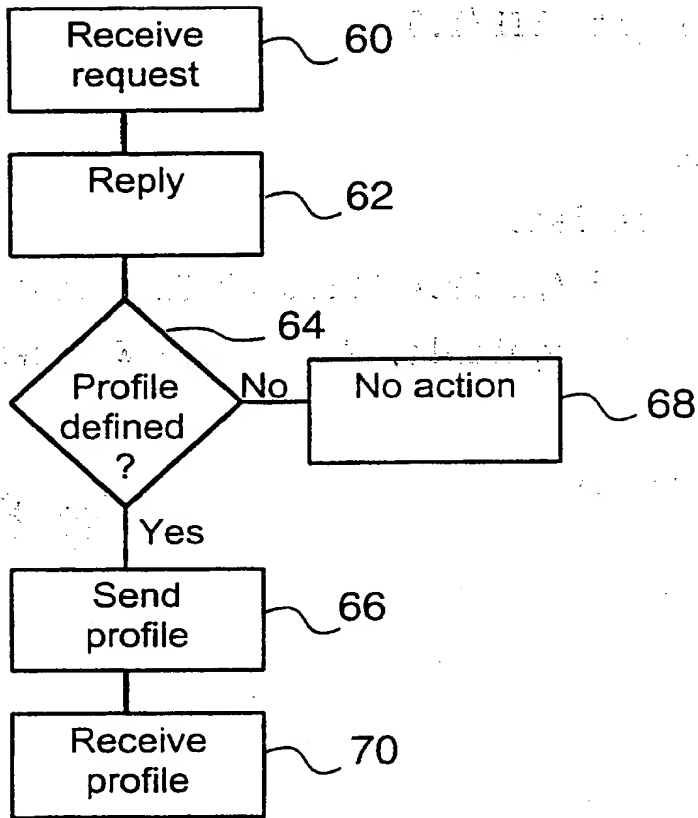 Receive
request
60
Reply
62
64
Profile
defined
?
No
No action
68
Yes
Send
profile
66
Receive
profile
70